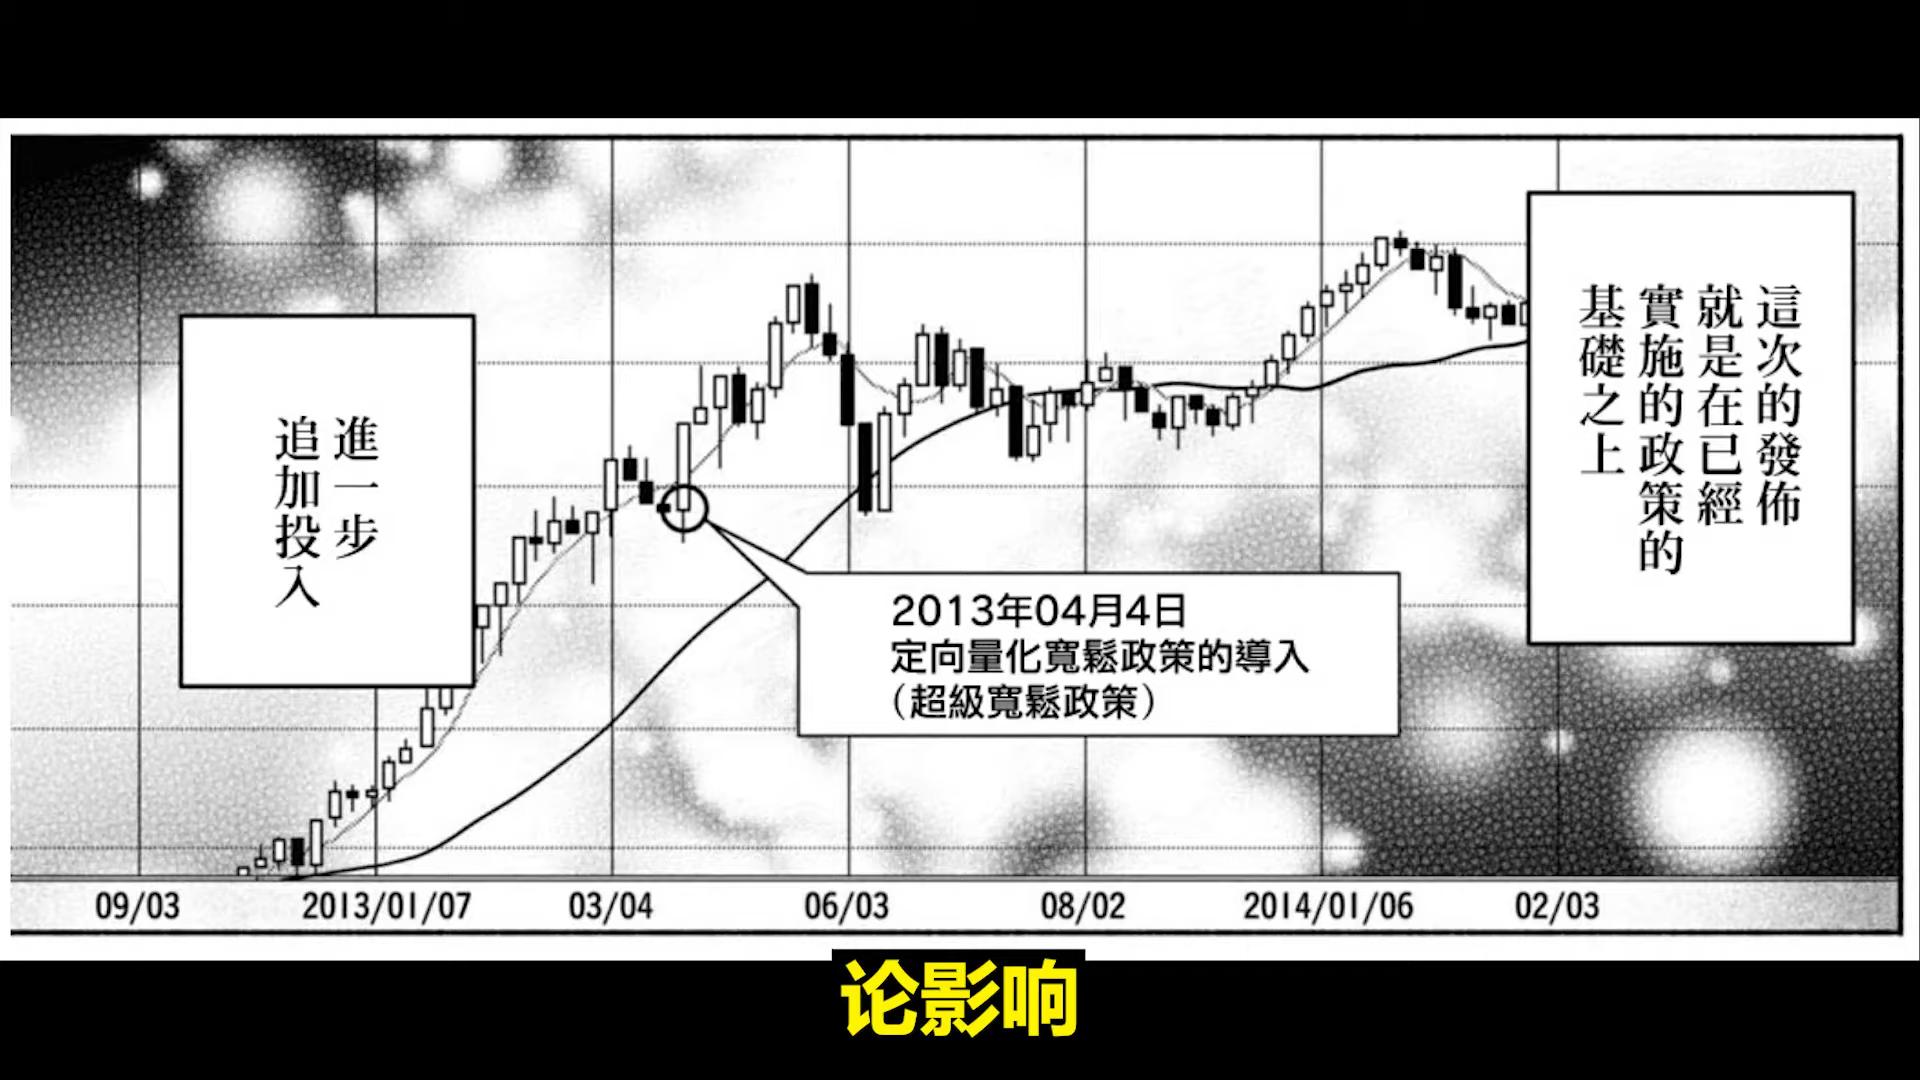 這次的發佈
就是在已經
實施的政策的
基礎之上
進一步
追加投入
2013年04月4日
定向量化寬鬆政策的導入
（超級寬鬆政策）
09/03
2013/01/07
03/04
06/03
08/02
2014/01/06
02/03
论影响